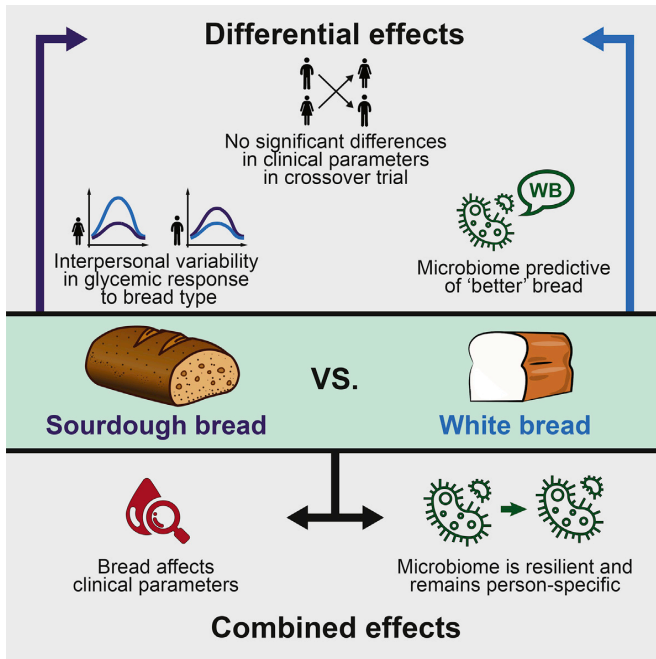 Differential effects
No significant differences
in clinical parameters
in crossover trial
WB
Interpersonal variability
in glycemic response
to bread type
Microbiome predictive
of ‘better’ bread
VS.
Sourdough bread
White bread
Bread affects
clinical parameters
Microbiome is resilient and
remains person-specific
Combined effects